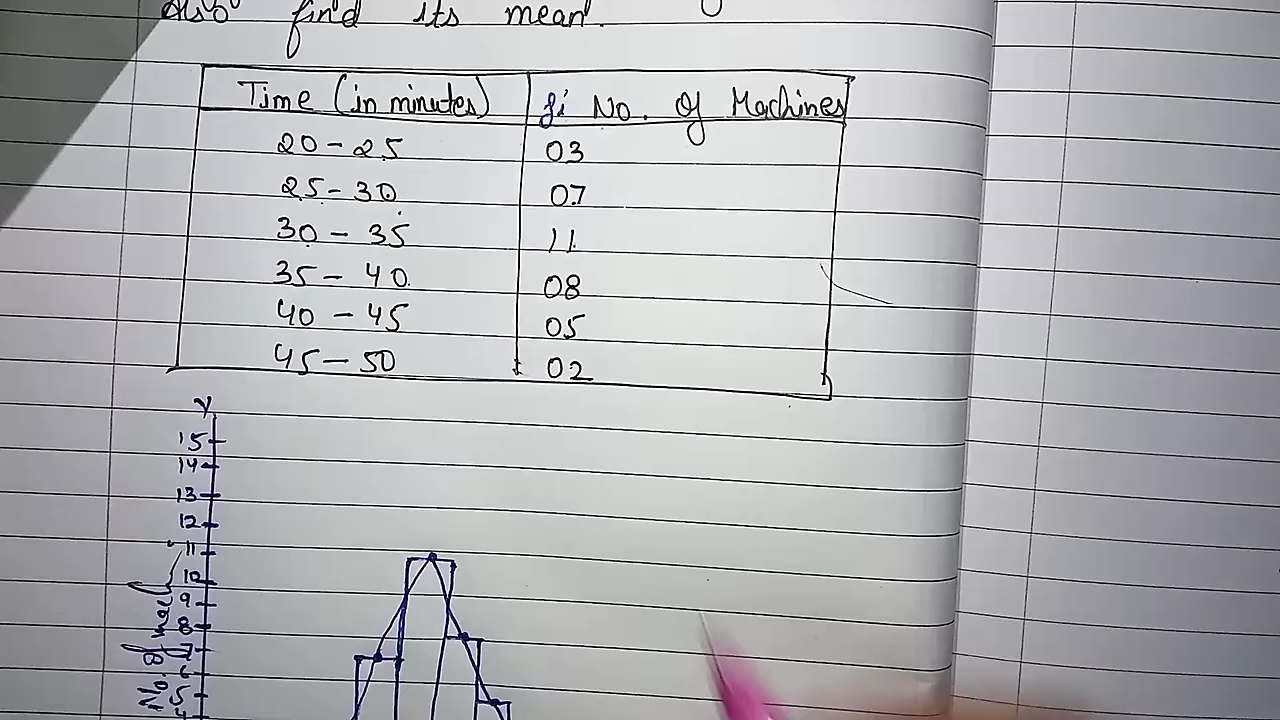 also find its mean.
Time (in minutes) fi No. of Machines
20 - 25 03
25 - 30 07
30 - 35 11
35 - 40 08
40 - 45 05
45 - 50 02
Y
15
14
13
12
11
10
9
8
7
6
5
4
No. of mach